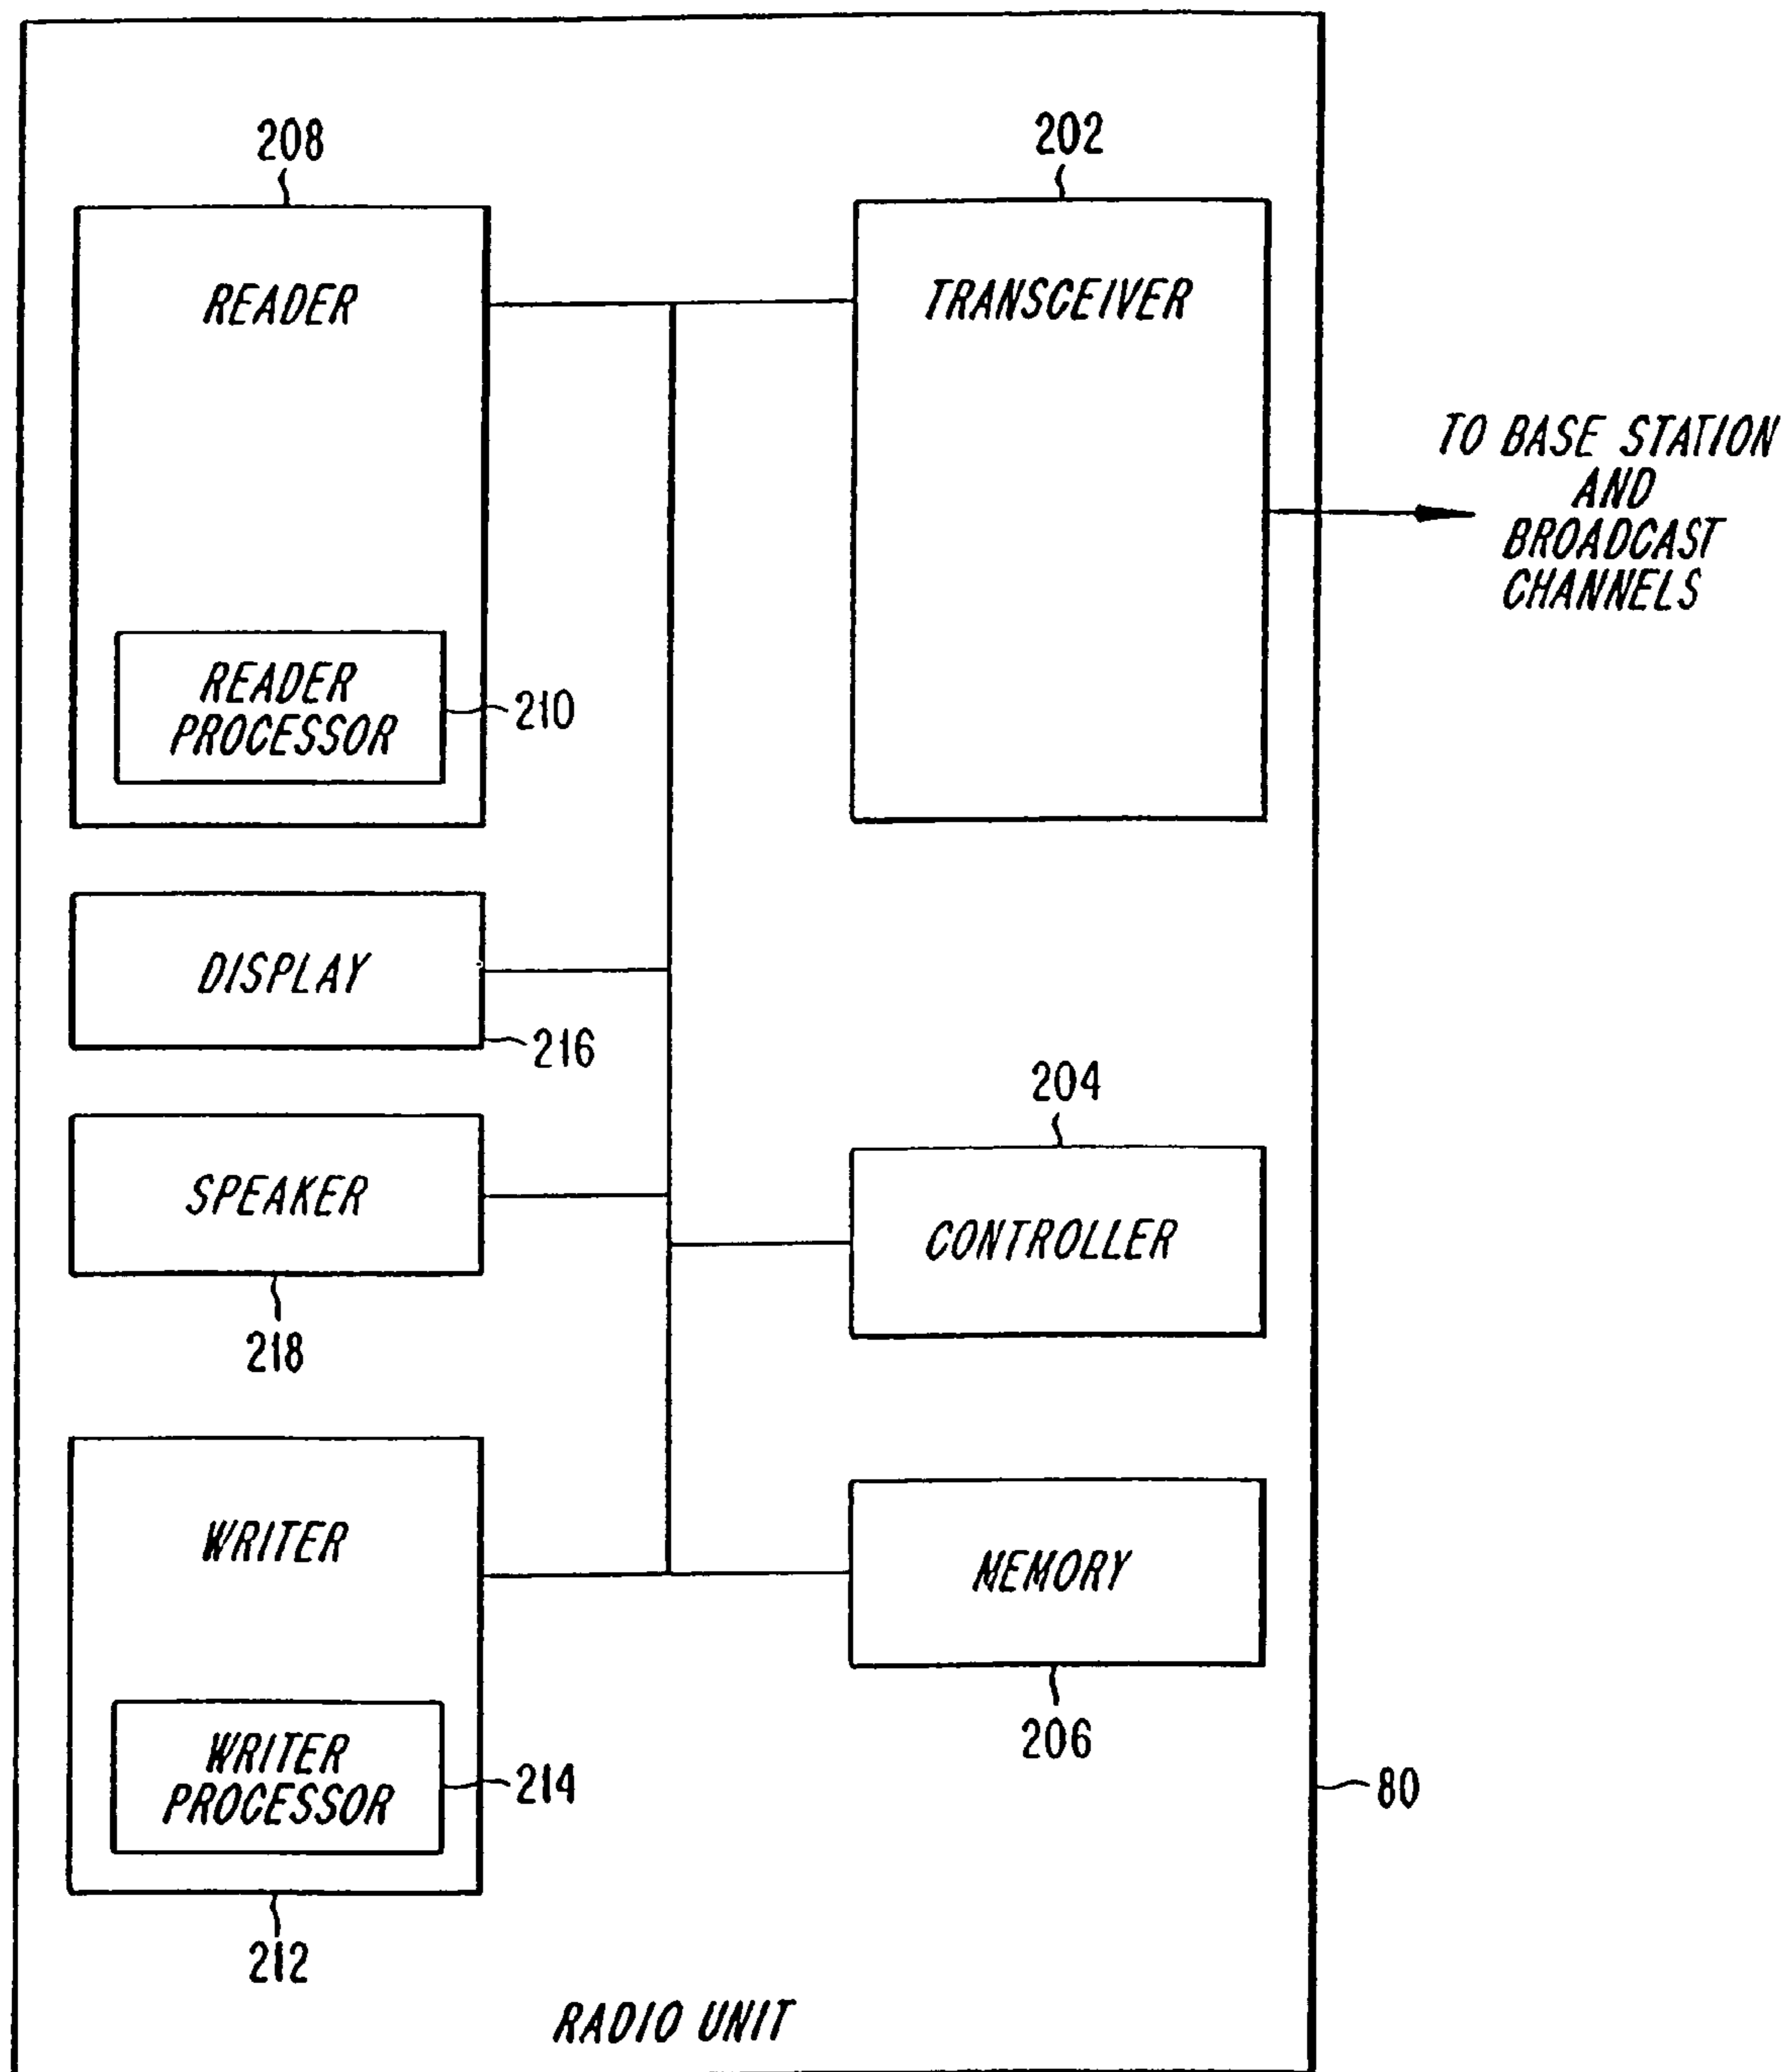 208
202
READER
TRANSCEIVER
TO BASE STATION
AND
BROADCAST
CHANNELS
READER
PROCESSOR
210
DISPLAY
216
204
SPEAKER
CONTROLLER
218
WRITER
MEMORY
206
WRITER
PROCESSOR
214
80
212
RADIO UNIT